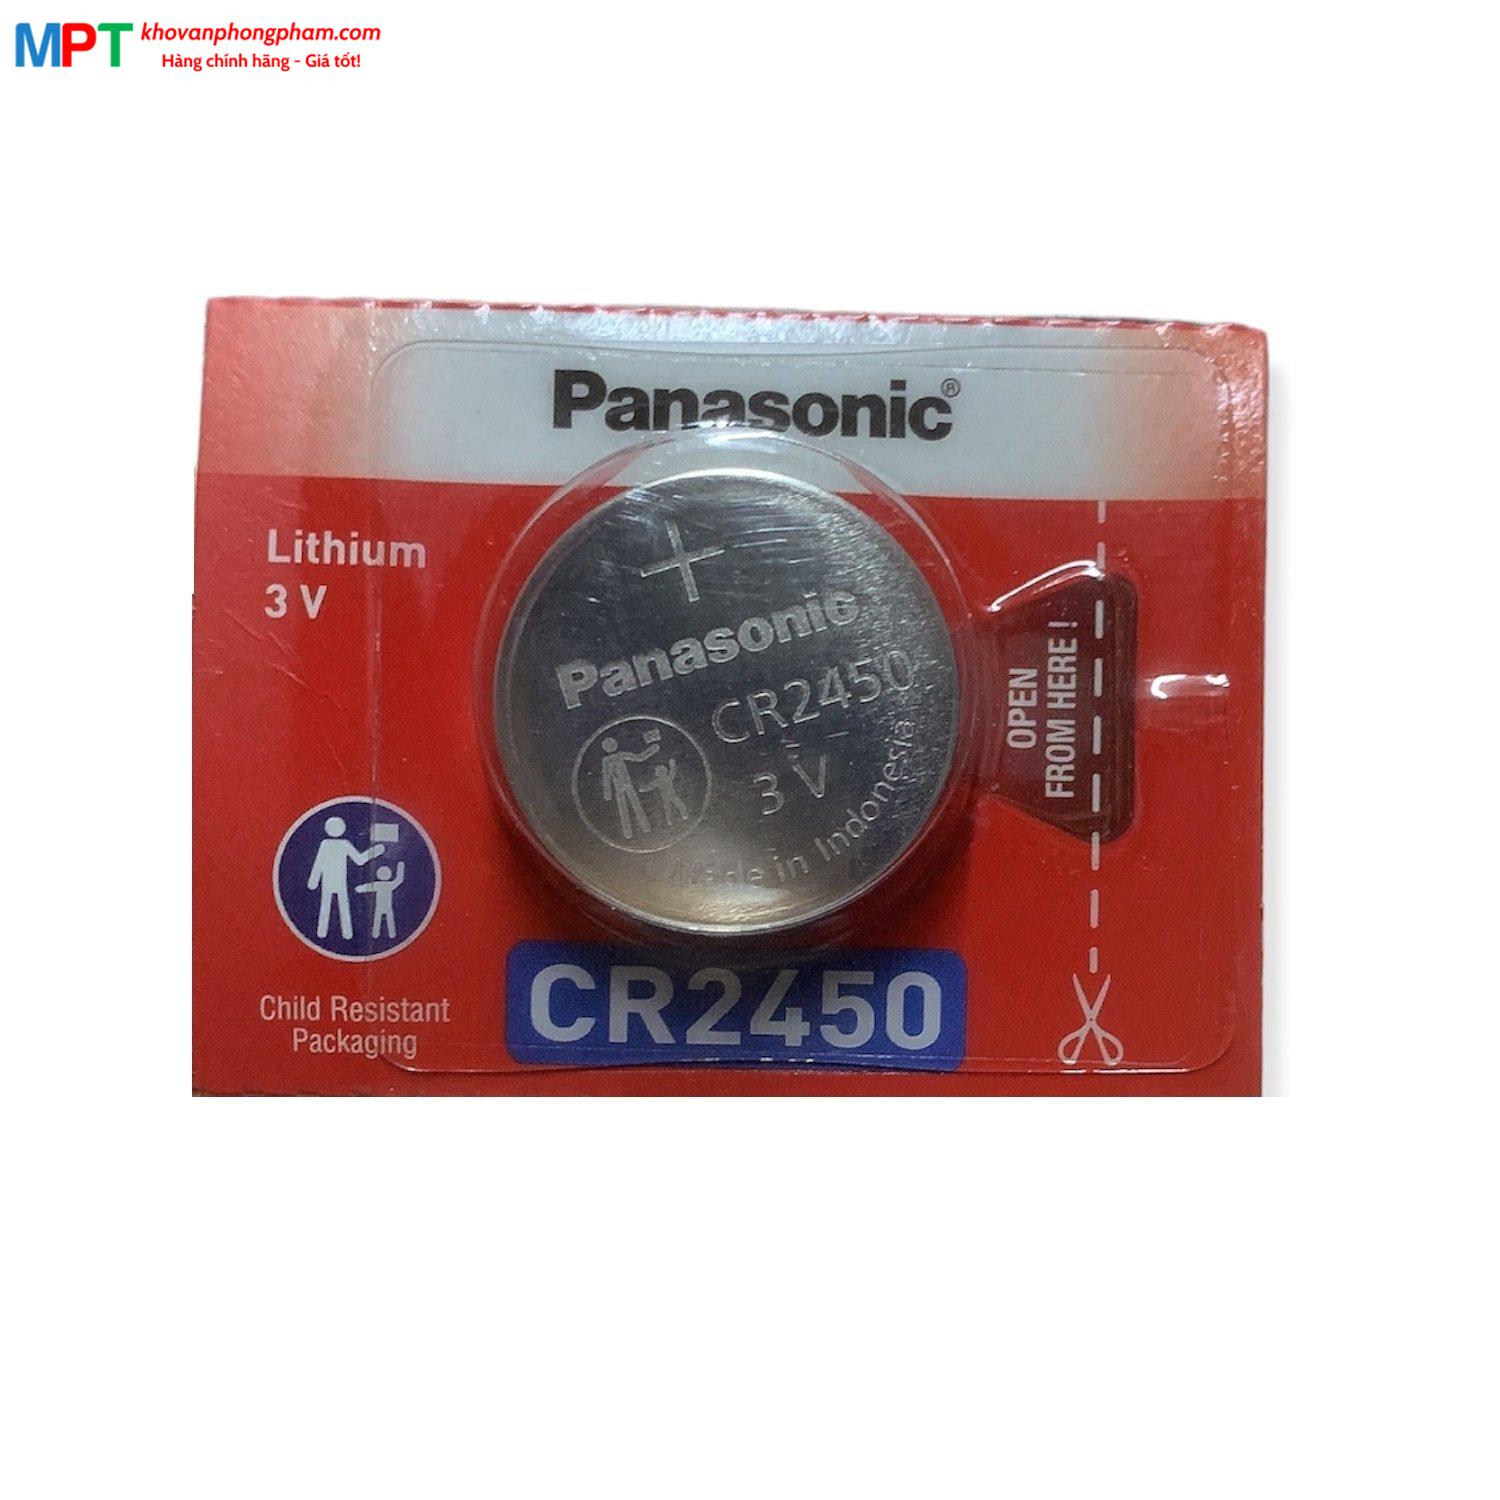 MPT khovanphongpham.com
Hàng chính hãng - Giá tốt!
Panasonic®
Lithium
3 V
+
Panasonic
CR2450
3 V
Made in Indonesia
OPEN
FROM HERE !
Child Resistant
Packaging
CR2450